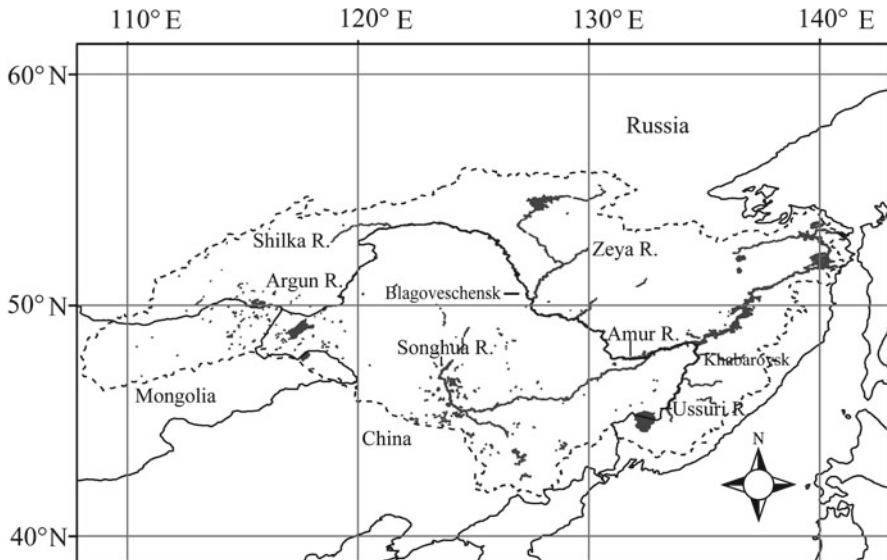 110° E 120° E 130° E 140° E
60° N
Russia
Shilka R.
Zeya R.
Argun R.
Blagoveschensk
50° N
Amur R.
Songhua R.
Khabarovsk
Mongolia
Ussuri R.
China
N
40° N